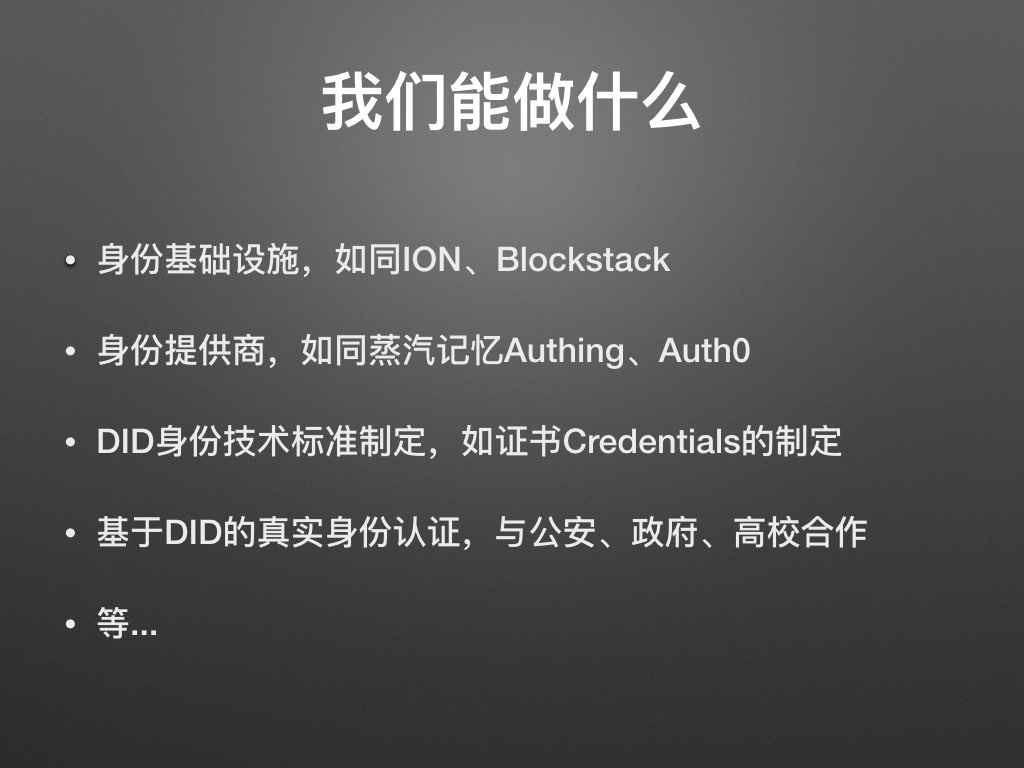 我们能做什么
• 身份基础设施，如同ION、Blockstack
• 身份提供商，如同蒸汽记忆Authing、Auth0
• DID身份技术标准制定，如证书Credentials的制定
• 基于DID的真实身份认证，与公安、政府、高校合作
• 等...